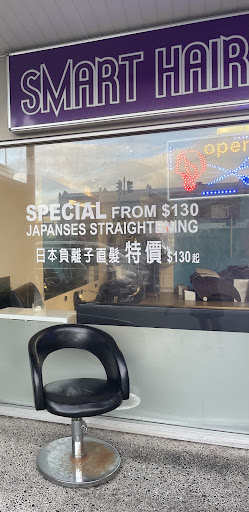 SMART HAIR
open
SPECIAL FROM $130
JAPANSES STRAIGHTENING
日本負離子直髮 特價 $130起